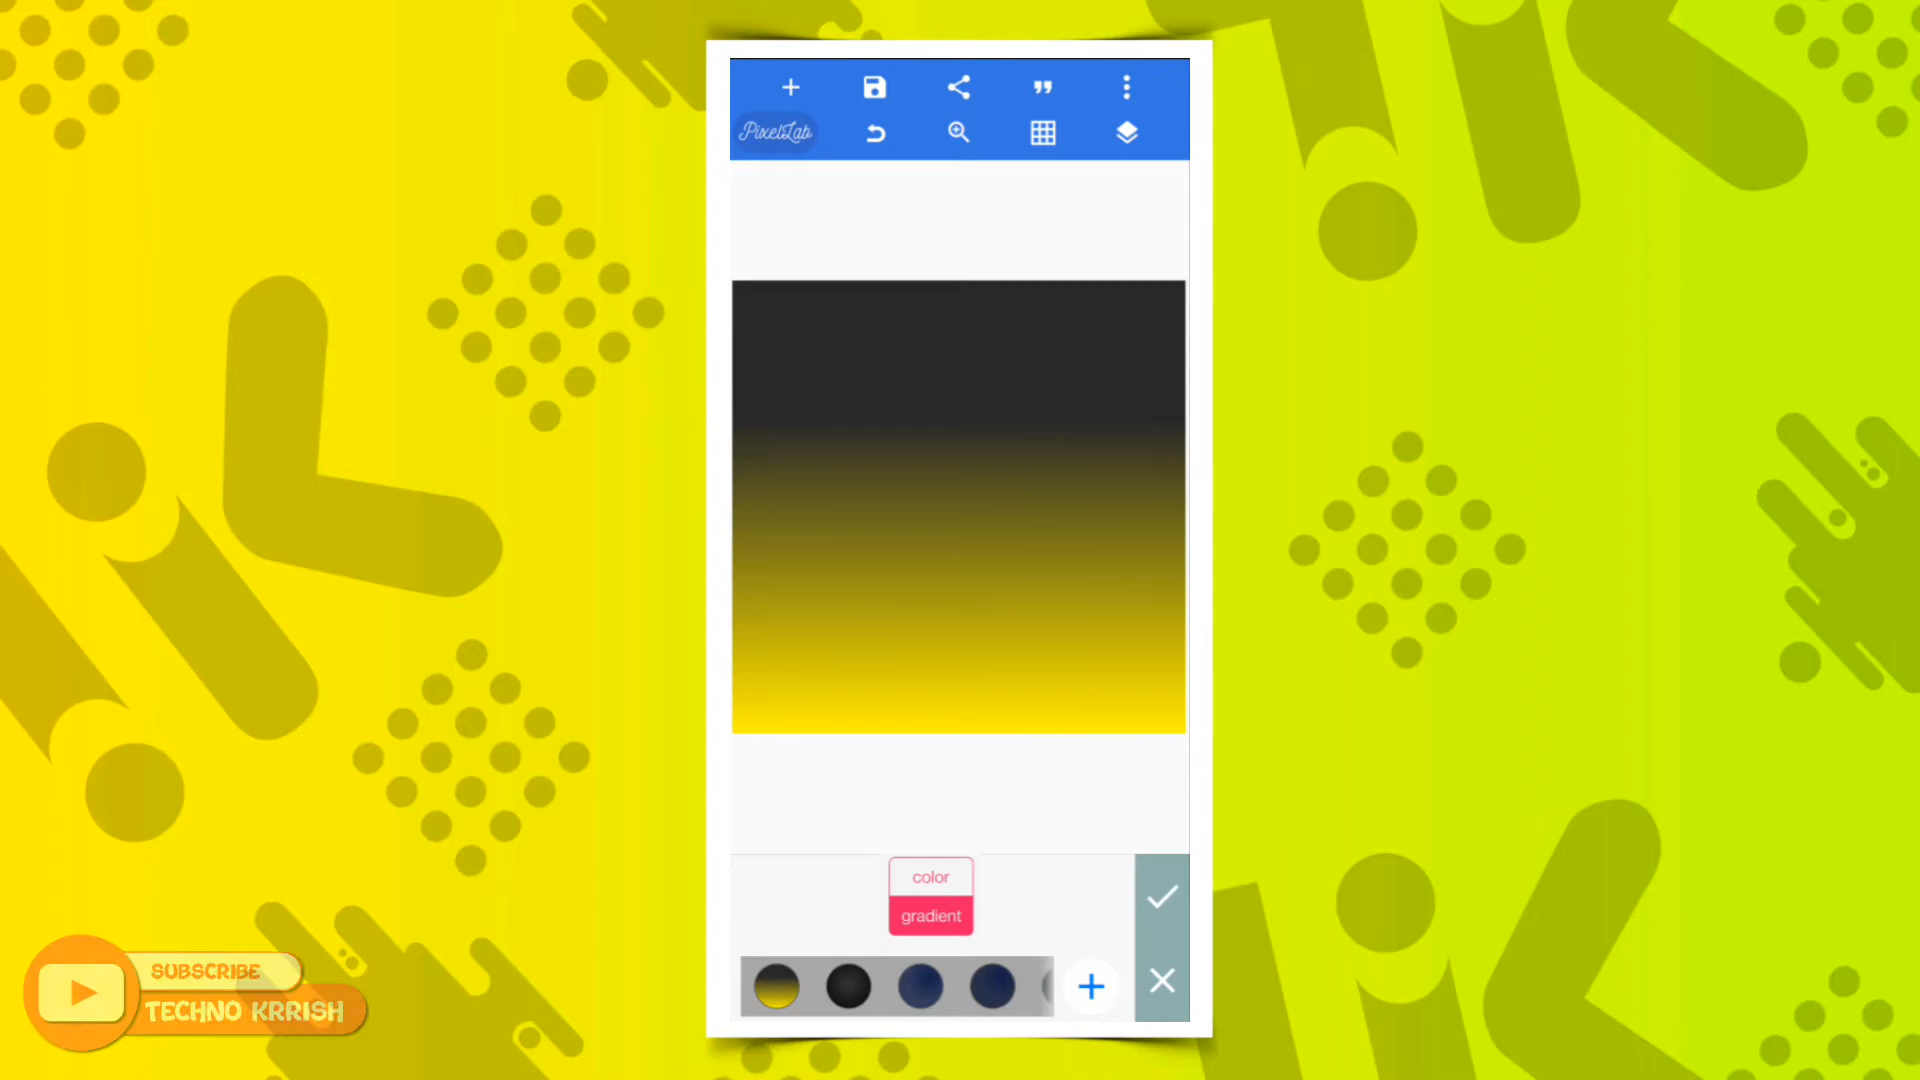 PixelLab
color
gradient
SUBSCRIBE
TECHNO KRRISH